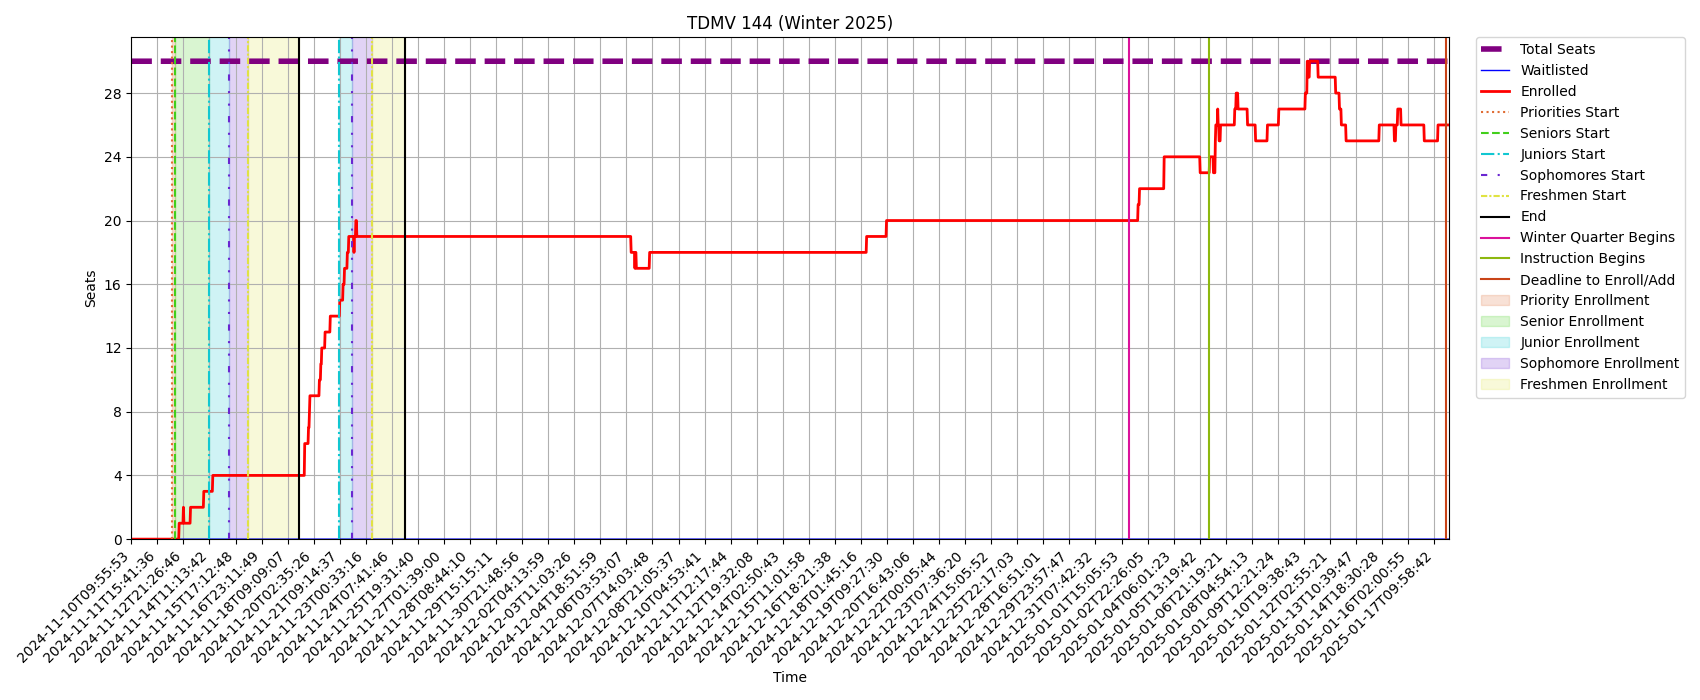 TDMV 144 (Winter 2025)
Seats
28
24
20
16
12
8
4
0
2024-11-10T09:55:53
2024-11-11T15:41:36
2024-11-12T21:26:46
2024-11-14T11:13:42
2024-11-15T17:12:48
2024-11-16T23:11:49
2024-11-18T09:09:07
2024-11-20T02:35:26
2024-11-21T09:14:37
2024-11-23T00:33:16
2024-11-24T07:41:46
2024-11-25T19:31:40
2024-11-27T01:39:00
2024-11-28T08:44:10
2024-11-29T15:15:11
2024-11-30T21:48:56
2024-12-02T04:13:59
2024-12-03T11:03:26
2024-12-04T18:51:59
2024-12-06T03:53:07
2024-12-07T14:03:48
2024-12-08T21:05:37
2024-12-10T04:53:41
2024-12-11T12:17:44
2024-12-12T19:32:08
2024-12-14T02:50:43
2024-12-15T11:01:58
2024-12-16T18:21:38
2024-12-18T01:45:16
2024-12-19T09:27:30
2024-12-20T16:43:06
2024-12-22T00:05:44
2024-12-23T07:36:20
2024-12-24T15:05:52
2024-12-25T22:17:03
2024-12-28T16:51:01
2024-12-29T23:57:47
2024-12-31T07:42:32
2025-01-01T15:05:53
2025-01-02T22:26:05
2025-01-04T06:01:23
2025-01-05T13:19:42
2025-01-06T21:19:21
2025-01-08T04:54:13
2025-01-09T12:21:24
2025-01-10T19:38:43
2025-01-12T02:55:21
2025-01-13T10:39:47
2025-01-14T18:30:28
2025-01-16T02:00:55
2025-01-17T09:58:42
Time
Total Seats
Waitlisted
Enrolled
Priorities Start
Seniors Start
Juniors Start
Sophomores Start
Freshmen Start
End
Winter Quarter Begins
Instruction Begins
Deadline to Enroll/Add
Priority Enrollment
Senior Enrollment
Junior Enrollment
Sophomore Enrollment
Freshmen Enrollment